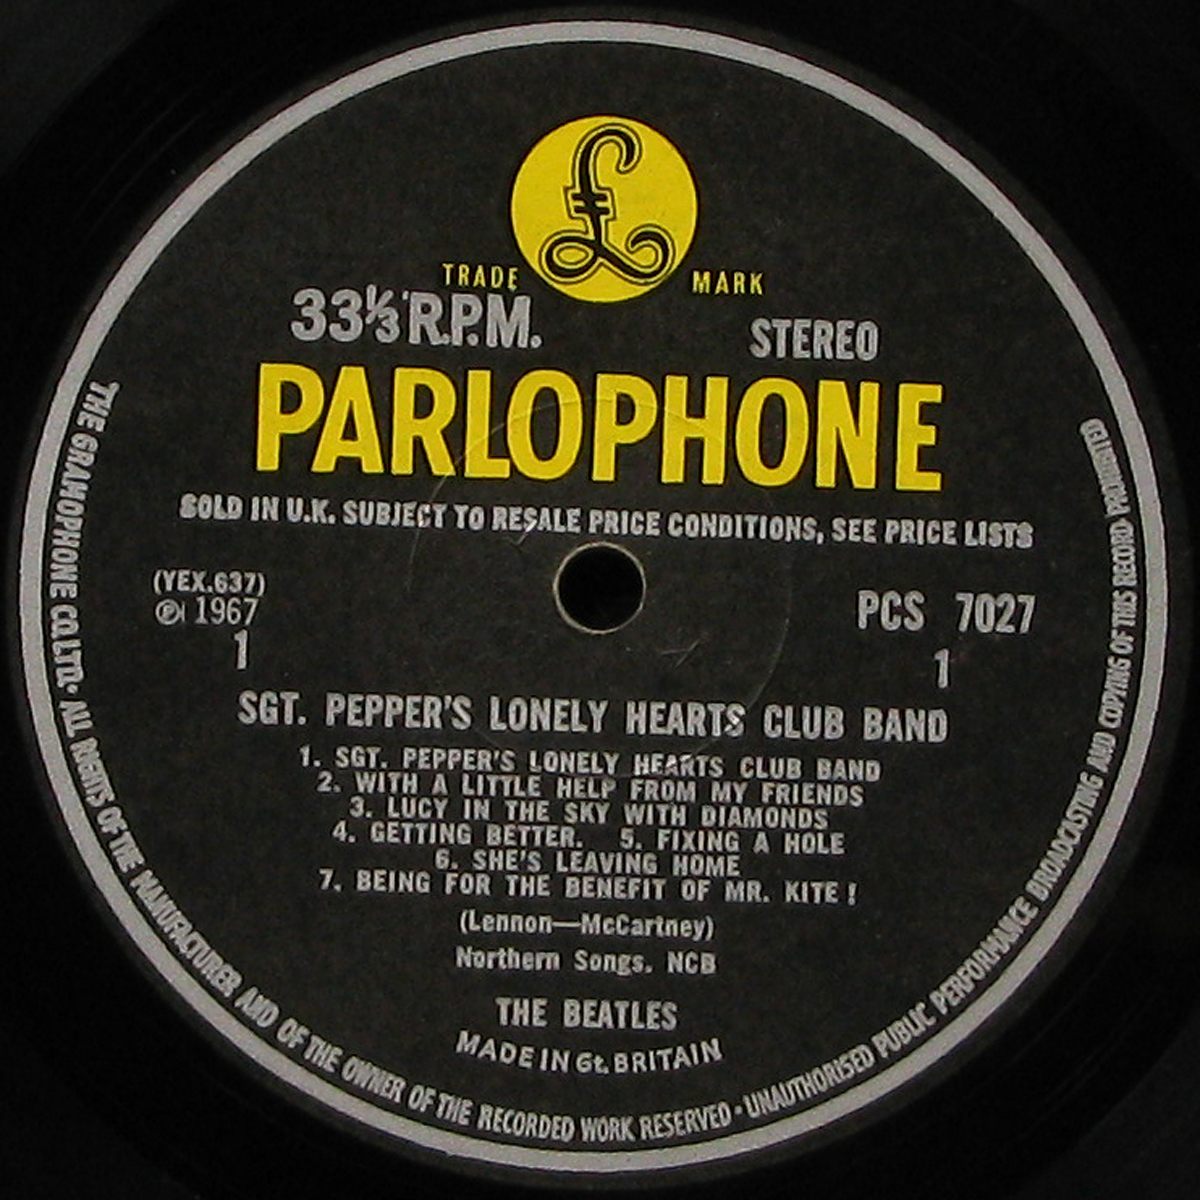 £
TRADE MARK
33⅓ R.P.M. STEREO
PARLOPHONE
SOLD IN U.K. SUBJECT TO RESALE PRICE CONDITIONS, SEE PRICE LISTS
(YEX.637)
℗ 1967 PCS 7027
1 1
SGT. PEPPER'S LONELY HEARTS CLUB BAND
1. SGT. PEPPER'S LONELY HEARTS CLUB BAND
2. WITH A LITTLE HELP FROM MY FRIENDS
3. LUCY IN THE SKY WITH DIAMONDS
4. GETTING BETTER. 5. FIXING A HOLE
6. SHE'S LEAVING HOME
7. BEING FOR THE BENEFIT OF MR. KITE!
(Lennon—McCartney)
Northern Songs. NCB
THE BEATLES
MADE IN Gt. BRITAIN
THE GRAMOPHONE CO. LTD. · ALL RIGHTS OF THE MANUFACTURER AND OF THE OWNER OF THE RECORDED WORK RESERVED · UNAUTHORISED PUBLIC PERFORMANCE BROADCASTING AND COPYING OF THIS RECORD PROHIBITED